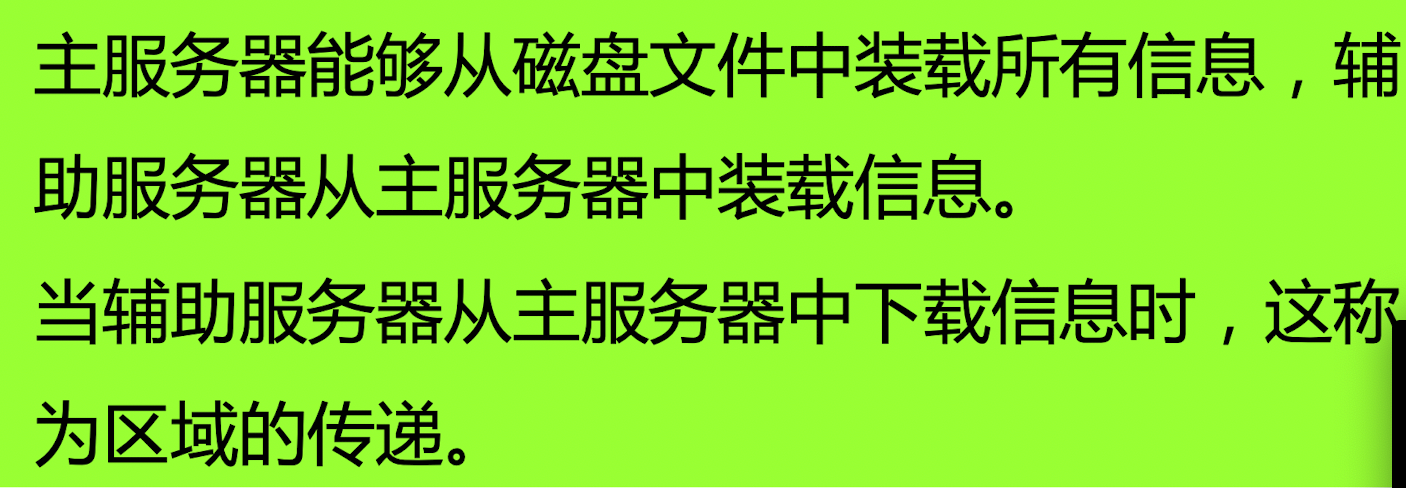 主服务器能够从磁盘文件中装载所有信息，辅
助服务器从主服务器中装载信息。
当辅助服务器从主服务器中下载信息时，这称
为区域的传递。